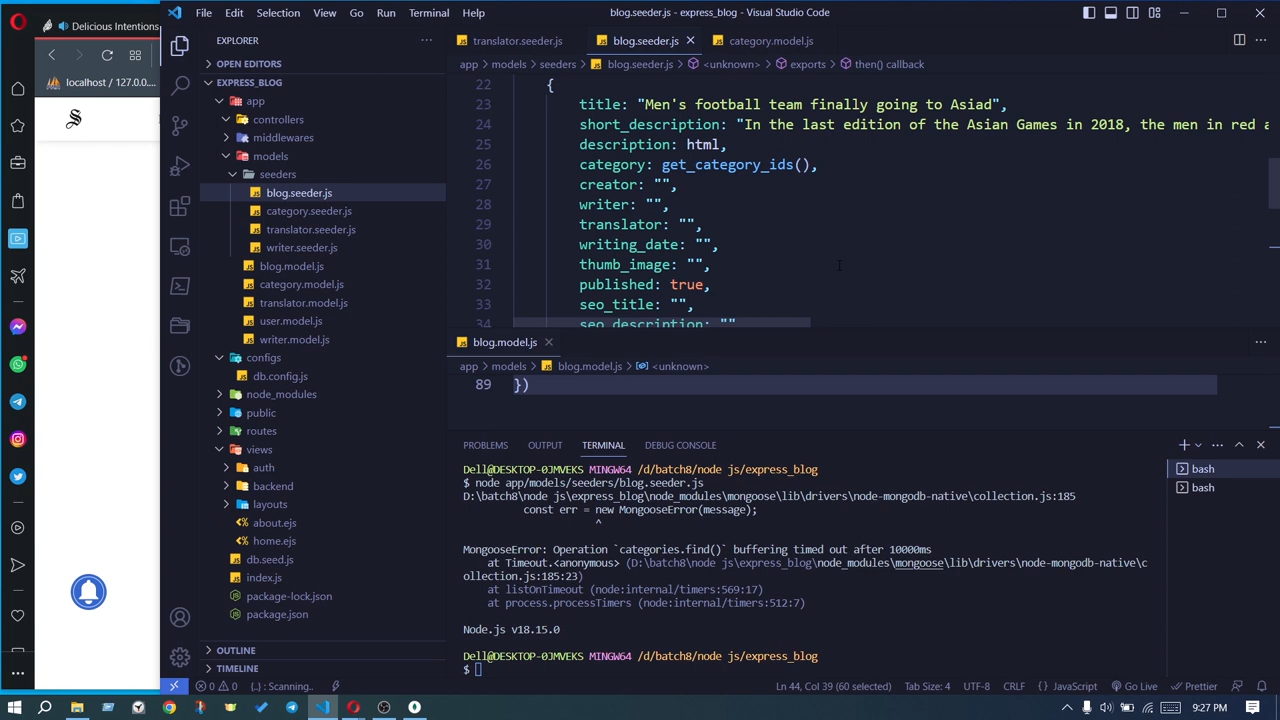 Delicious Intentions
localhost / 127.0.0....
File Edit Selection View Go Run Terminal Help
blog.seeder.js - express_blog - Visual Studio Code
EXPLORER
OPEN EDITORS
EXPRESS_BLOG
app
controllers
middlewares
models
seeders
blog.seeder.js
category.seeder.js
translator.seeder.js
writer.seeder.js
blog.model.js
category.model.js
translator.model.js
user.model.js
writer.model.js
configs
db.config.js
node_modules
public
routes
views
auth
backend
layouts
about.ejs
home.ejs
db.seed.js
index.js
package-lock.json
package.json
OUTLINE
TIMELINE
translator.seeder.js blog.seeder.js category.model.js
app > models > seeders > blog.seeder.js > <unknown> > exports > then() callback
22 {
23 title: "Men's football team finally going to Asiad",
24 short_description: "In the last edition of the Asian Games in 2018, the men in red a
25 description: html,
26 category: get_category_ids(),
27 creator: "",
28 writer: "",
29 translator: "",
30 writing_date: "",
31 thumb_image: "",
32 published: true,
33 seo_title: "",
34 seo_description: ""
blog.model.js
app > models > blog.model.js > <unknown>
89 })
PROBLEMS OUTPUT TERMINAL DEBUG CONSOLE
Dell@DESKTOP-0JMVEKS MINGW64 /d/batch8/node js/express_blog
$ node app/models/seeders/blog.seeder.js
D:\batch8\node js\express_blog\node_modules\mongoose\lib\drivers\node-mongodb-native\collection.js:185
const err = new MongooseError(message);
^
MongooseError: Operation `categories.find()` buffering timed out after 10000ms
at Timeout.<anonymous> (D:\batch8\node js\express_blog\node_modules\mongoose\lib\drivers\node-mongodb-native\c
ollection.js:185:23)
at listOnTimeout (node:internal/timers:569:17)
at process.processTimers (node:internal/timers:512:7)
Node.js v18.15.0
Dell@DESKTOP-0JMVEKS MINGW64 /d/batch8/node js/express_blog
$
bash
bash
0 0 {..} : Scanning.. Ln 44, Col 39 (60 selected) Tab Size: 4 UTF-8 CRLF {} JavaScript Go Live Prettier
9:27 PM